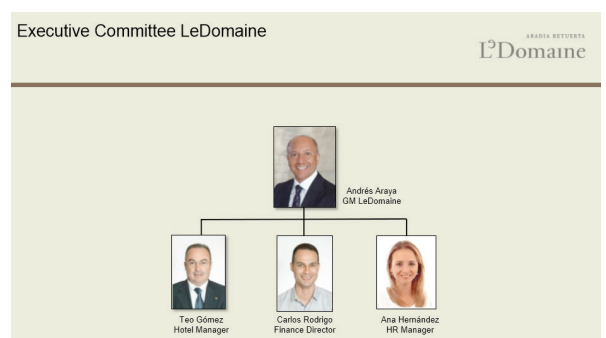 Executive Committee LeDomaine
ABADIA RETUERTA
LeDomaine
Andrés Araya
GM LeDomaine
Teo Gómez
Hotel Manager
Carlos Rodrigo
Finance Director
Ana Hernández
HR Manager